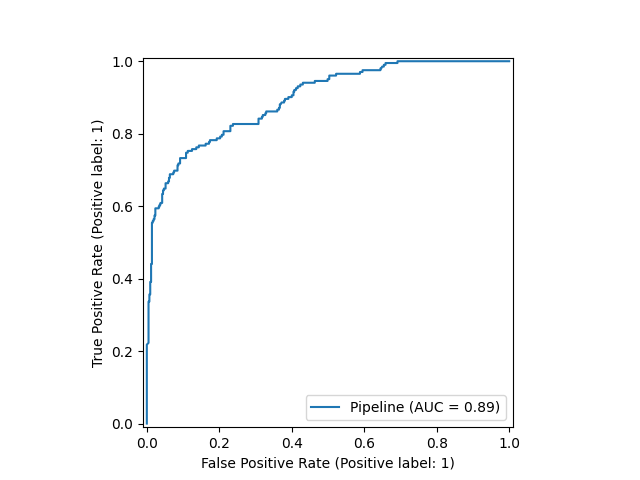 1.0
0.8
0.6
0.4
0.2
0.0
True Positive Rate (Positive label: 1)
Pipeline (AUC = 0.89)
0.0 0.2 0.4 0.6 0.8 1.0
False Positive Rate (Positive label: 1)